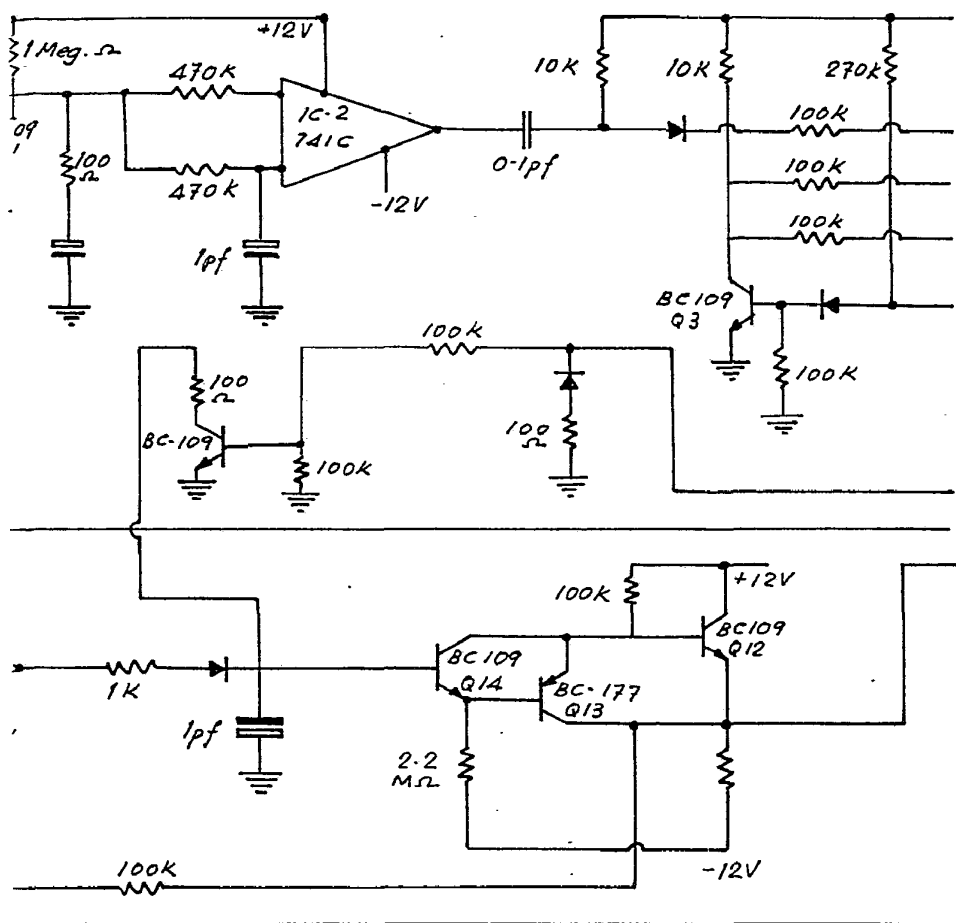 +12V
1 Meg. Ω
470K
10K
10K
270K
IC-2
741C
100K
09
100
Ω
0·1pf
470K
-12V
100K
100K
1pf
BC109
Q3
100K
100K
100
Ω
BC-109
100K
100
Ω
100K
+12V
BC109
Q12
BC109
Q14
1K
BC-177
Q13
1pf
2·2
MΩ
-12V
100K